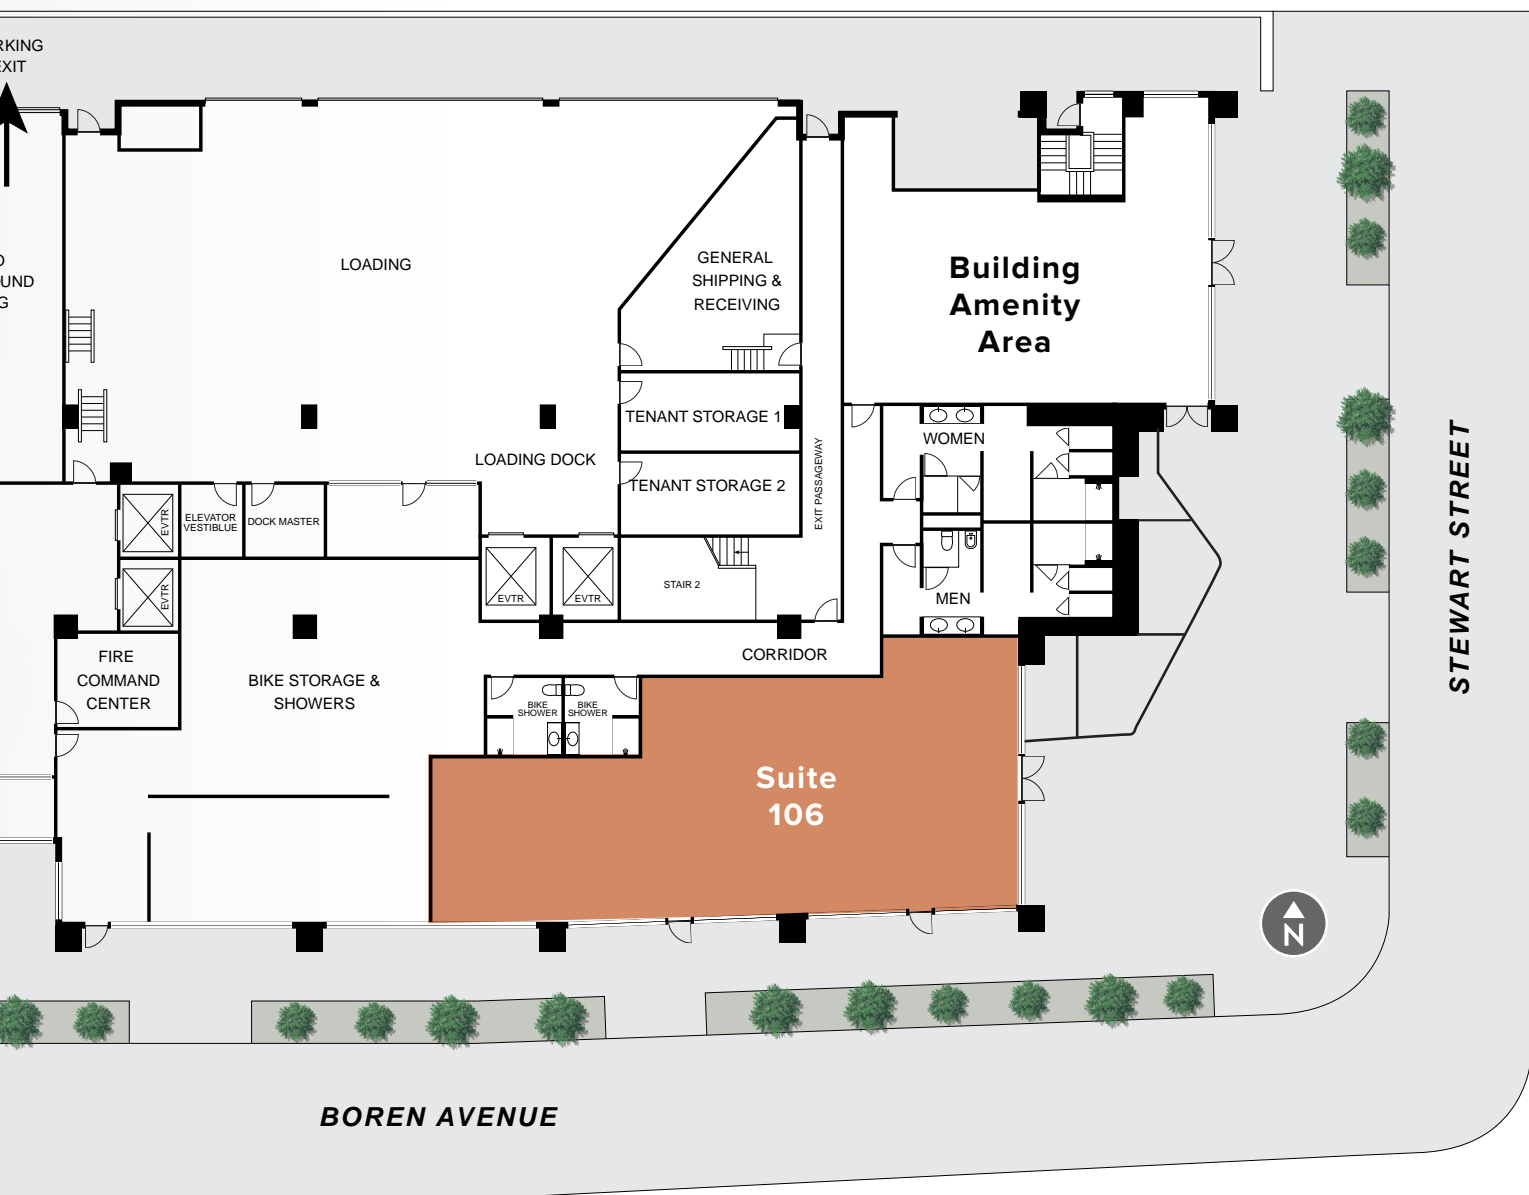 RKING
EXIT
UND
G
LOADING
GENERAL
SHIPPING &
RECEIVING
Building
Amenity
Area
TENANT STORAGE 1
LOADING DOCK
TENANT STORAGE 2
EXIT PASSAGEWAY
WOMEN
MEN
EVTR
ELEVATOR
VESTIBLUE
DOCK MASTER
EVTR
EVTR
EVTR
STAIR 2
CORRIDOR
FIRE
COMMAND
CENTER
BIKE STORAGE &
SHOWERS
BIKE
SHOWER
BIKE
SHOWER
Suite
106
STEWART STREET
N
BOREN AVENUE